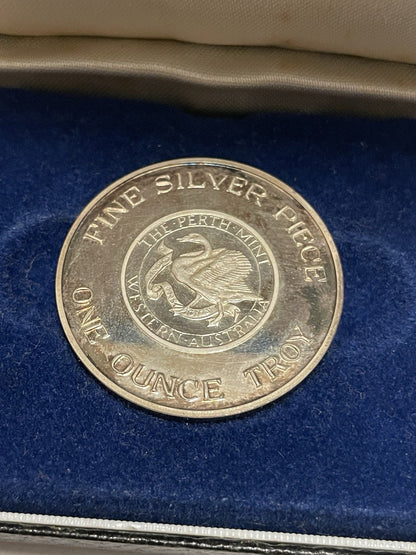 FINE SILVER PIECE
THE·PERTH·MINT
WESTERN·AUSTRALIA
ONE OUNCE TROY